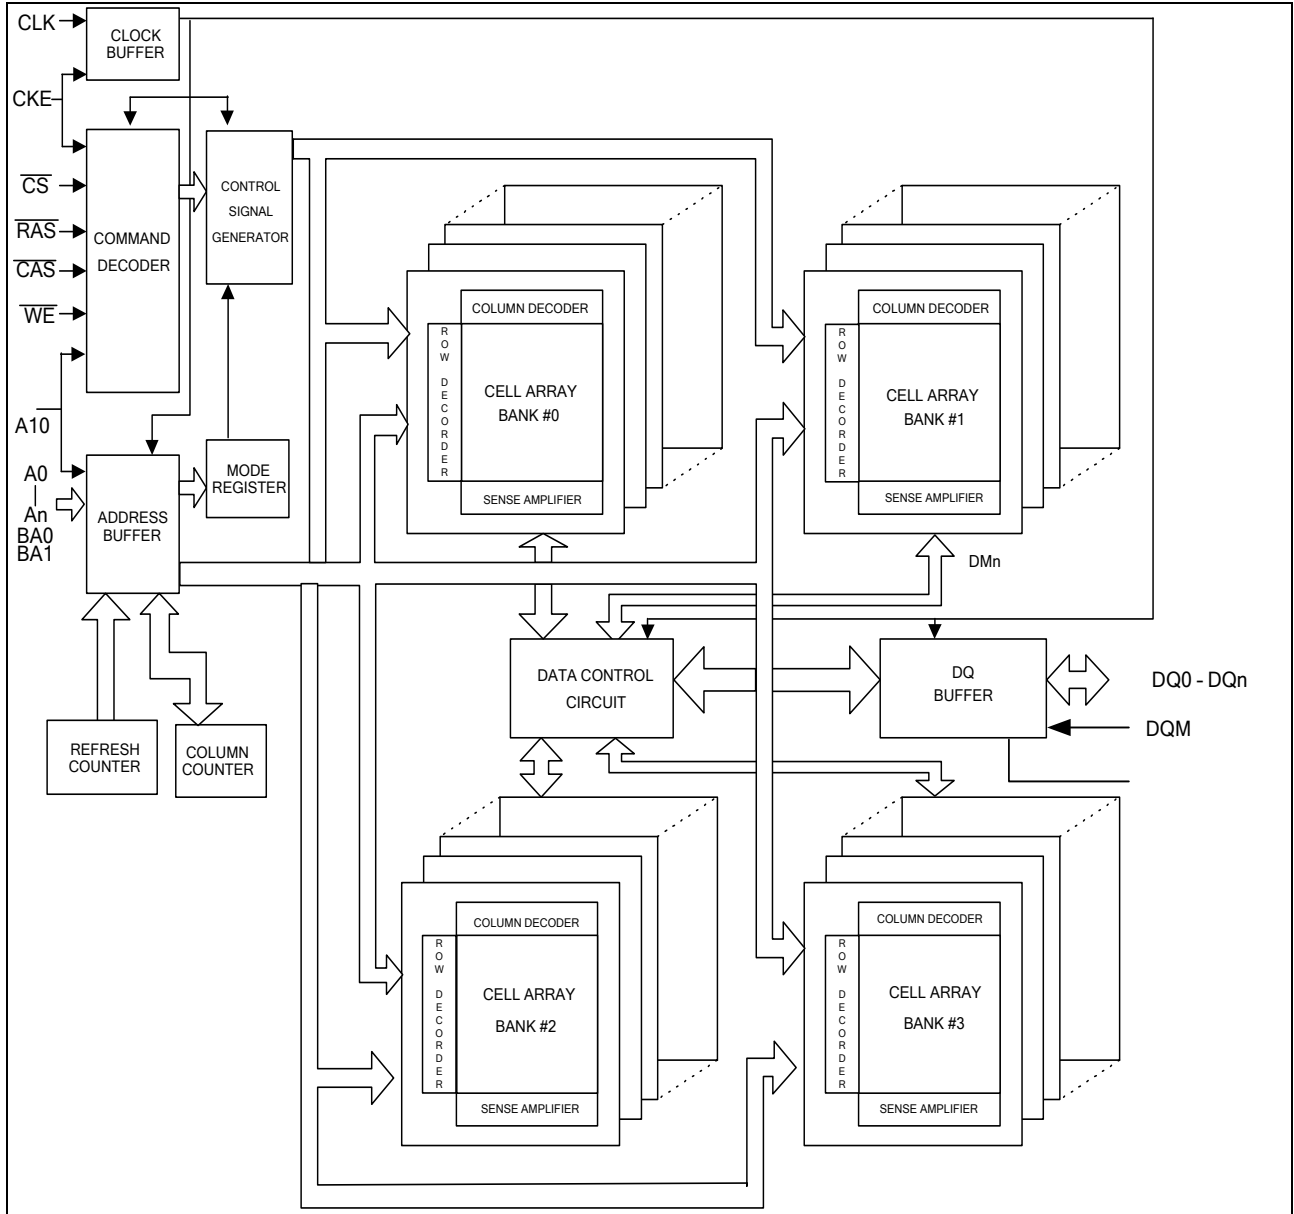 CLK
CLOCK
BUFFER
CKE
CS
RAS
CAS
WE
COMMAND
DECODER
CONTROL
SIGNAL
GENERATOR
A10
A0
An
BA0
BA1
ADDRESS
BUFFER
MODE
REGISTER
REFRESH
COUNTER
COLUMN
COUNTER
COLUMN DECODER
ROW DECORDER
CELL ARRAY
BANK #0
SENSE AMPLIFIER
COLUMN DECODER
ROW DECORDER
CELL ARRAY
BANK #1
SENSE AMPLIFIER
DMn
DATA CONTROL
CIRCUIT
DQ
BUFFER
DQ0 - DQn
DQM
COLUMN DECODER
ROW DECORDER
CELL ARRAY
BANK #2
SENSE AMPLIFIER
COLUMN DECODER
ROW DECORDER
CELL ARRAY
BANK #3
SENSE AMPLIFIER